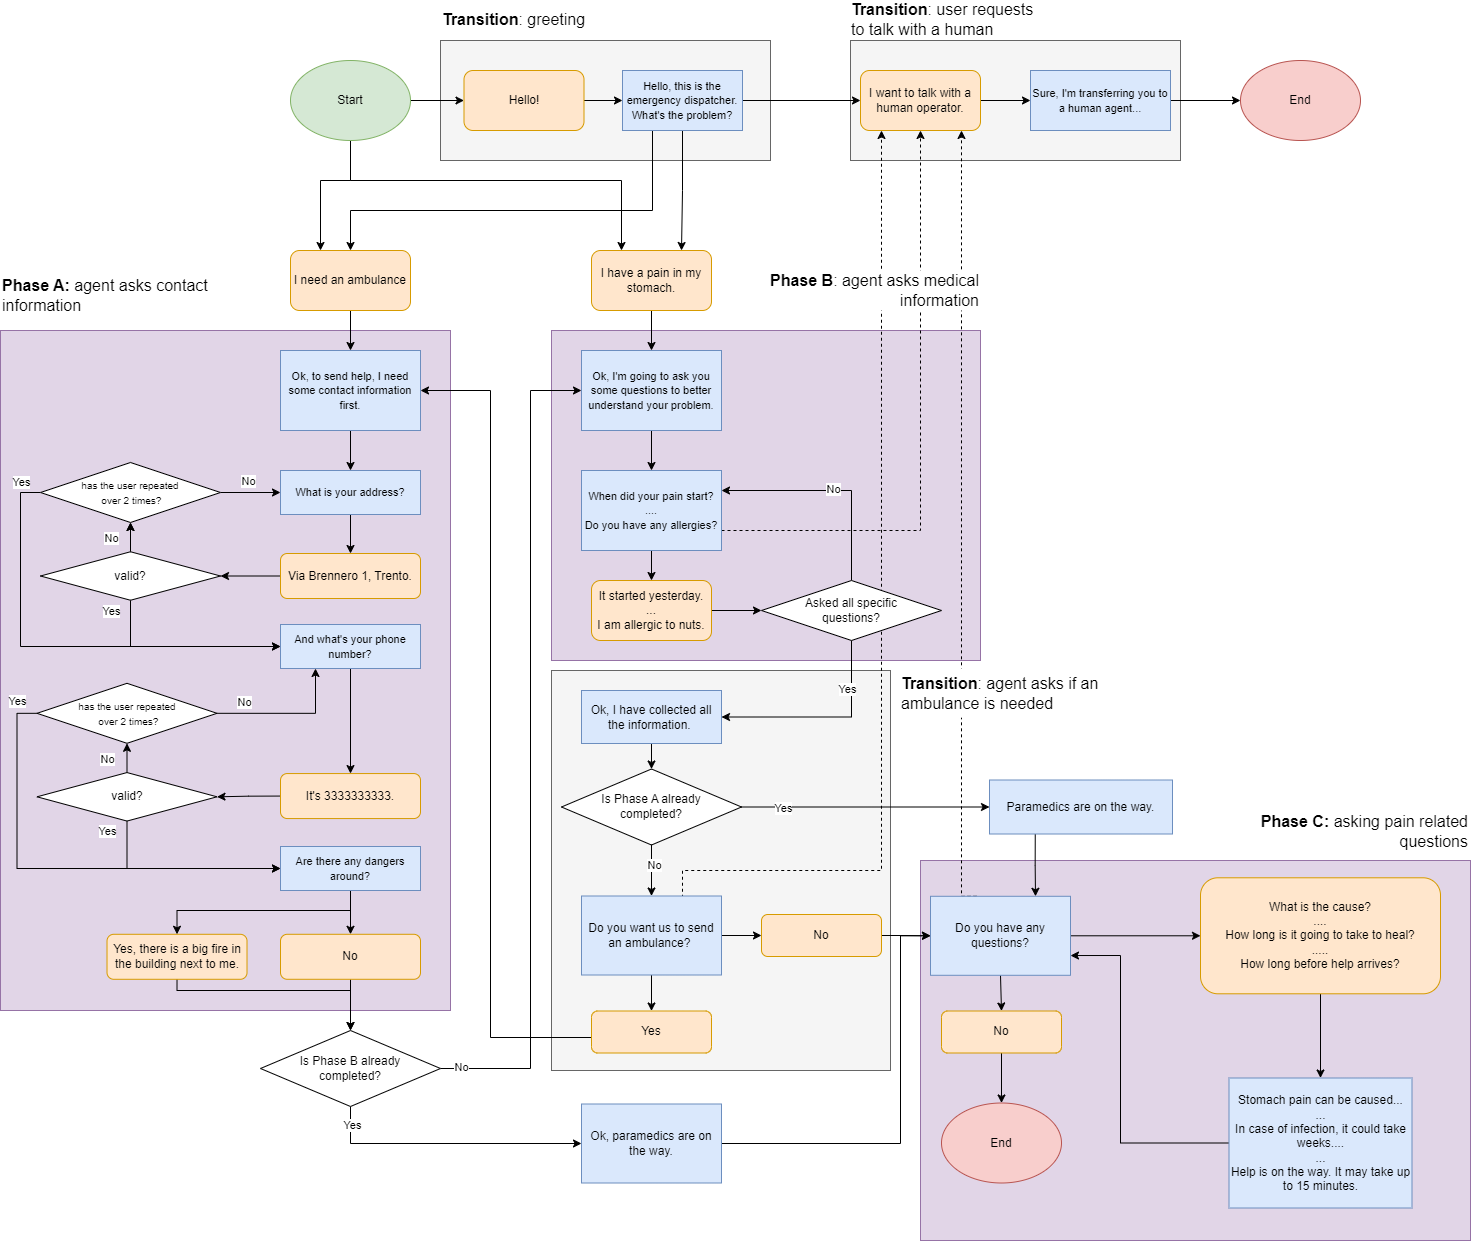 Transition: greeting
Transition: user requests
to talk with a human
Start
Hello!
Hello, this is the
emergency dispatcher.
What's the problem?
I want to talk with a
human operator.
Sure, I'm transferring you to
a human agent...
End
I need an ambulance
I have a pain in my
stomach.
Phase A: agent asks contact
information
Phase B: agent asks medical
information
Ok, to send help, I need
some contact information
first.
What is your address?
has the user repeated
over 2 times?
Yes
No
No
valid?
Yes
Via Brennero 1, Trento.
And what's your phone
number?
has the user repeated
over 2 times?
Yes
No
No
valid?
Yes
It's 3333333333.
Are there any dangers
around?
Yes, there is a big fire in
the building next to me.
No
Is Phase B already
completed?
No
Yes
Ok, I'm going to ask you
some questions to better
understand your problem.
When did your pain start?
....
Do you have any allergies?
No
It started yesterday.
...
I am allergic to nuts.
Asked all specific
questions?
Yes
Transition: agent asks if an
ambulance is needed
Ok, I have collected all
the information.
Is Phase A already
completed?
Yes
No
Do you want us to send
an ambulance?
No
Yes
Ok, paramedics are on
the way.
Paramedics are on the way.
Phase C: asking pain related
questions
Do you have any
questions?
What is the cause?
....
How long is it going to take to heal?
.....
How long before help arrives?
No
End
Stomach pain can be caused...
...
In case of infection, it could take
weeks....
...
Help is on the way. It may take up
to 15 minutes.